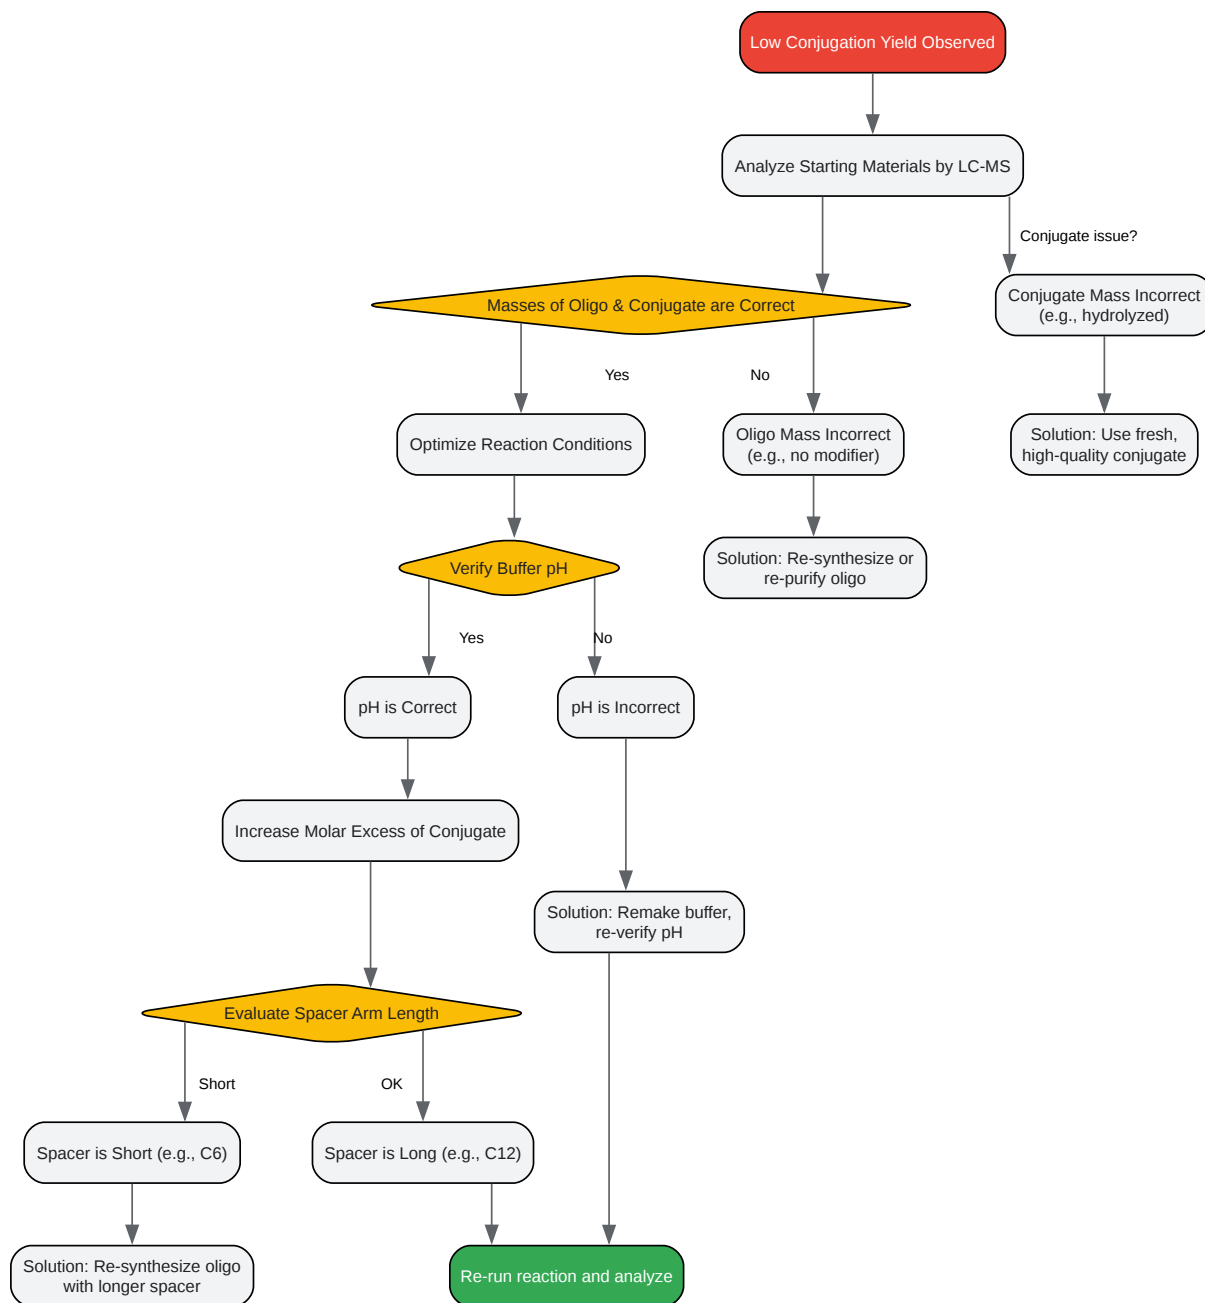 Low Conjugation Yield Observed
Analyze Starting Materials by LC-MS
Conjugate issue?
Masses of Oligo & Conjugate are Correct
Conjugate Mass Incorrect
(e.g., hydrolyzed)
Yes
No
Optimize Reaction Conditions
Oligo Mass Incorrect
(e.g., no modifier)
Solution: Use fresh,
high-quality conjugate
Verify Buffer pH
Solution: Re-synthesize or
re-purify oligo
Yes
No
pH is Correct
pH is Incorrect
Increase Molar Excess of Conjugate
Solution: Remake buffer,
re-verify pH
Evaluate Spacer Arm Length
Short
OK
Spacer is Short (e.g., C6)
Spacer is Long (e.g., C12)
Solution: Re-synthesize oligo
with longer spacer
Re-run reaction and analyze